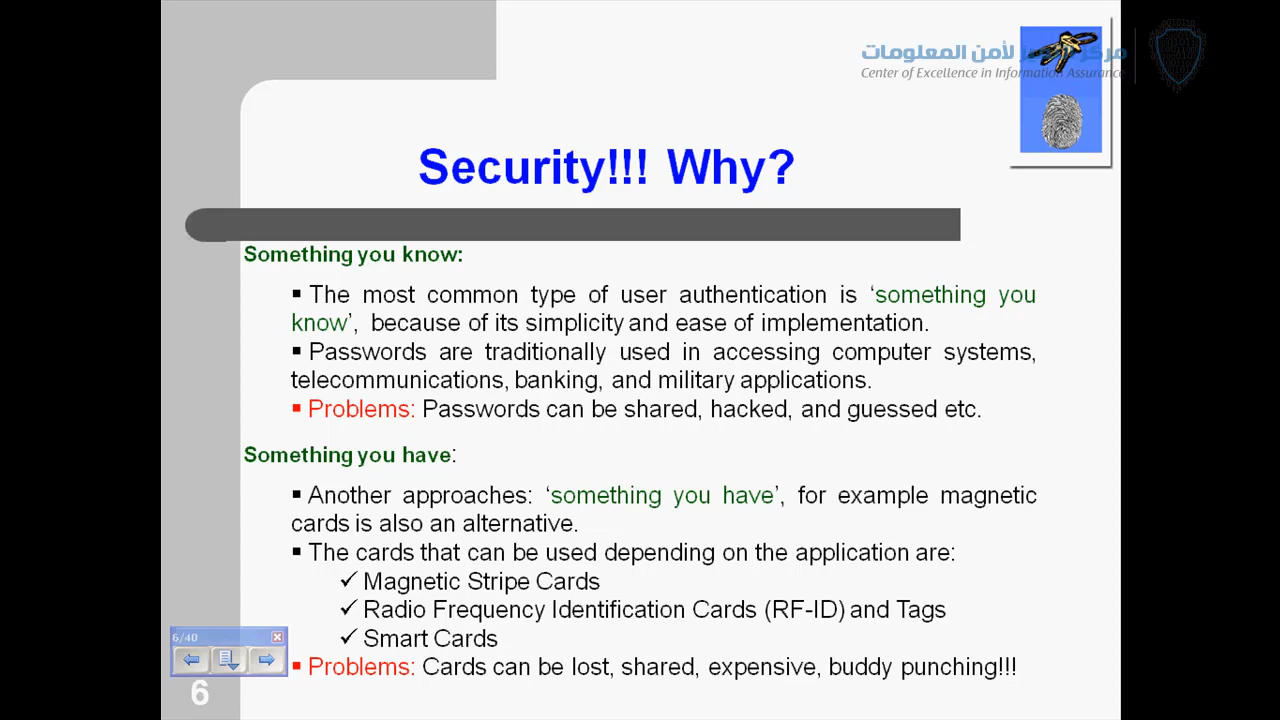 مركز التميز لأمن المعلومات
Center of Excellence in Information Assurance
Security!!! Why?
Something you know:
▪ The most common type of user authentication is ‘something you
know’, because of its simplicity and ease of implementation.
▪ Passwords are traditionally used in accessing computer systems,
telecommunications, banking, and military applications.
▪ Problems: Passwords can be shared, hacked, and guessed etc.
Something you have:
▪ Another approaches: ‘something you have’, for example magnetic
cards is also an alternative.
▪ The cards that can be used depending on the application are:
✓ Magnetic Stripe Cards
✓ Radio Frequency Identification Cards (RF-ID) and Tags
✓ Smart Cards
▪ Problems: Cards can be lost, shared, expensive, buddy punching!!!
6/40
6